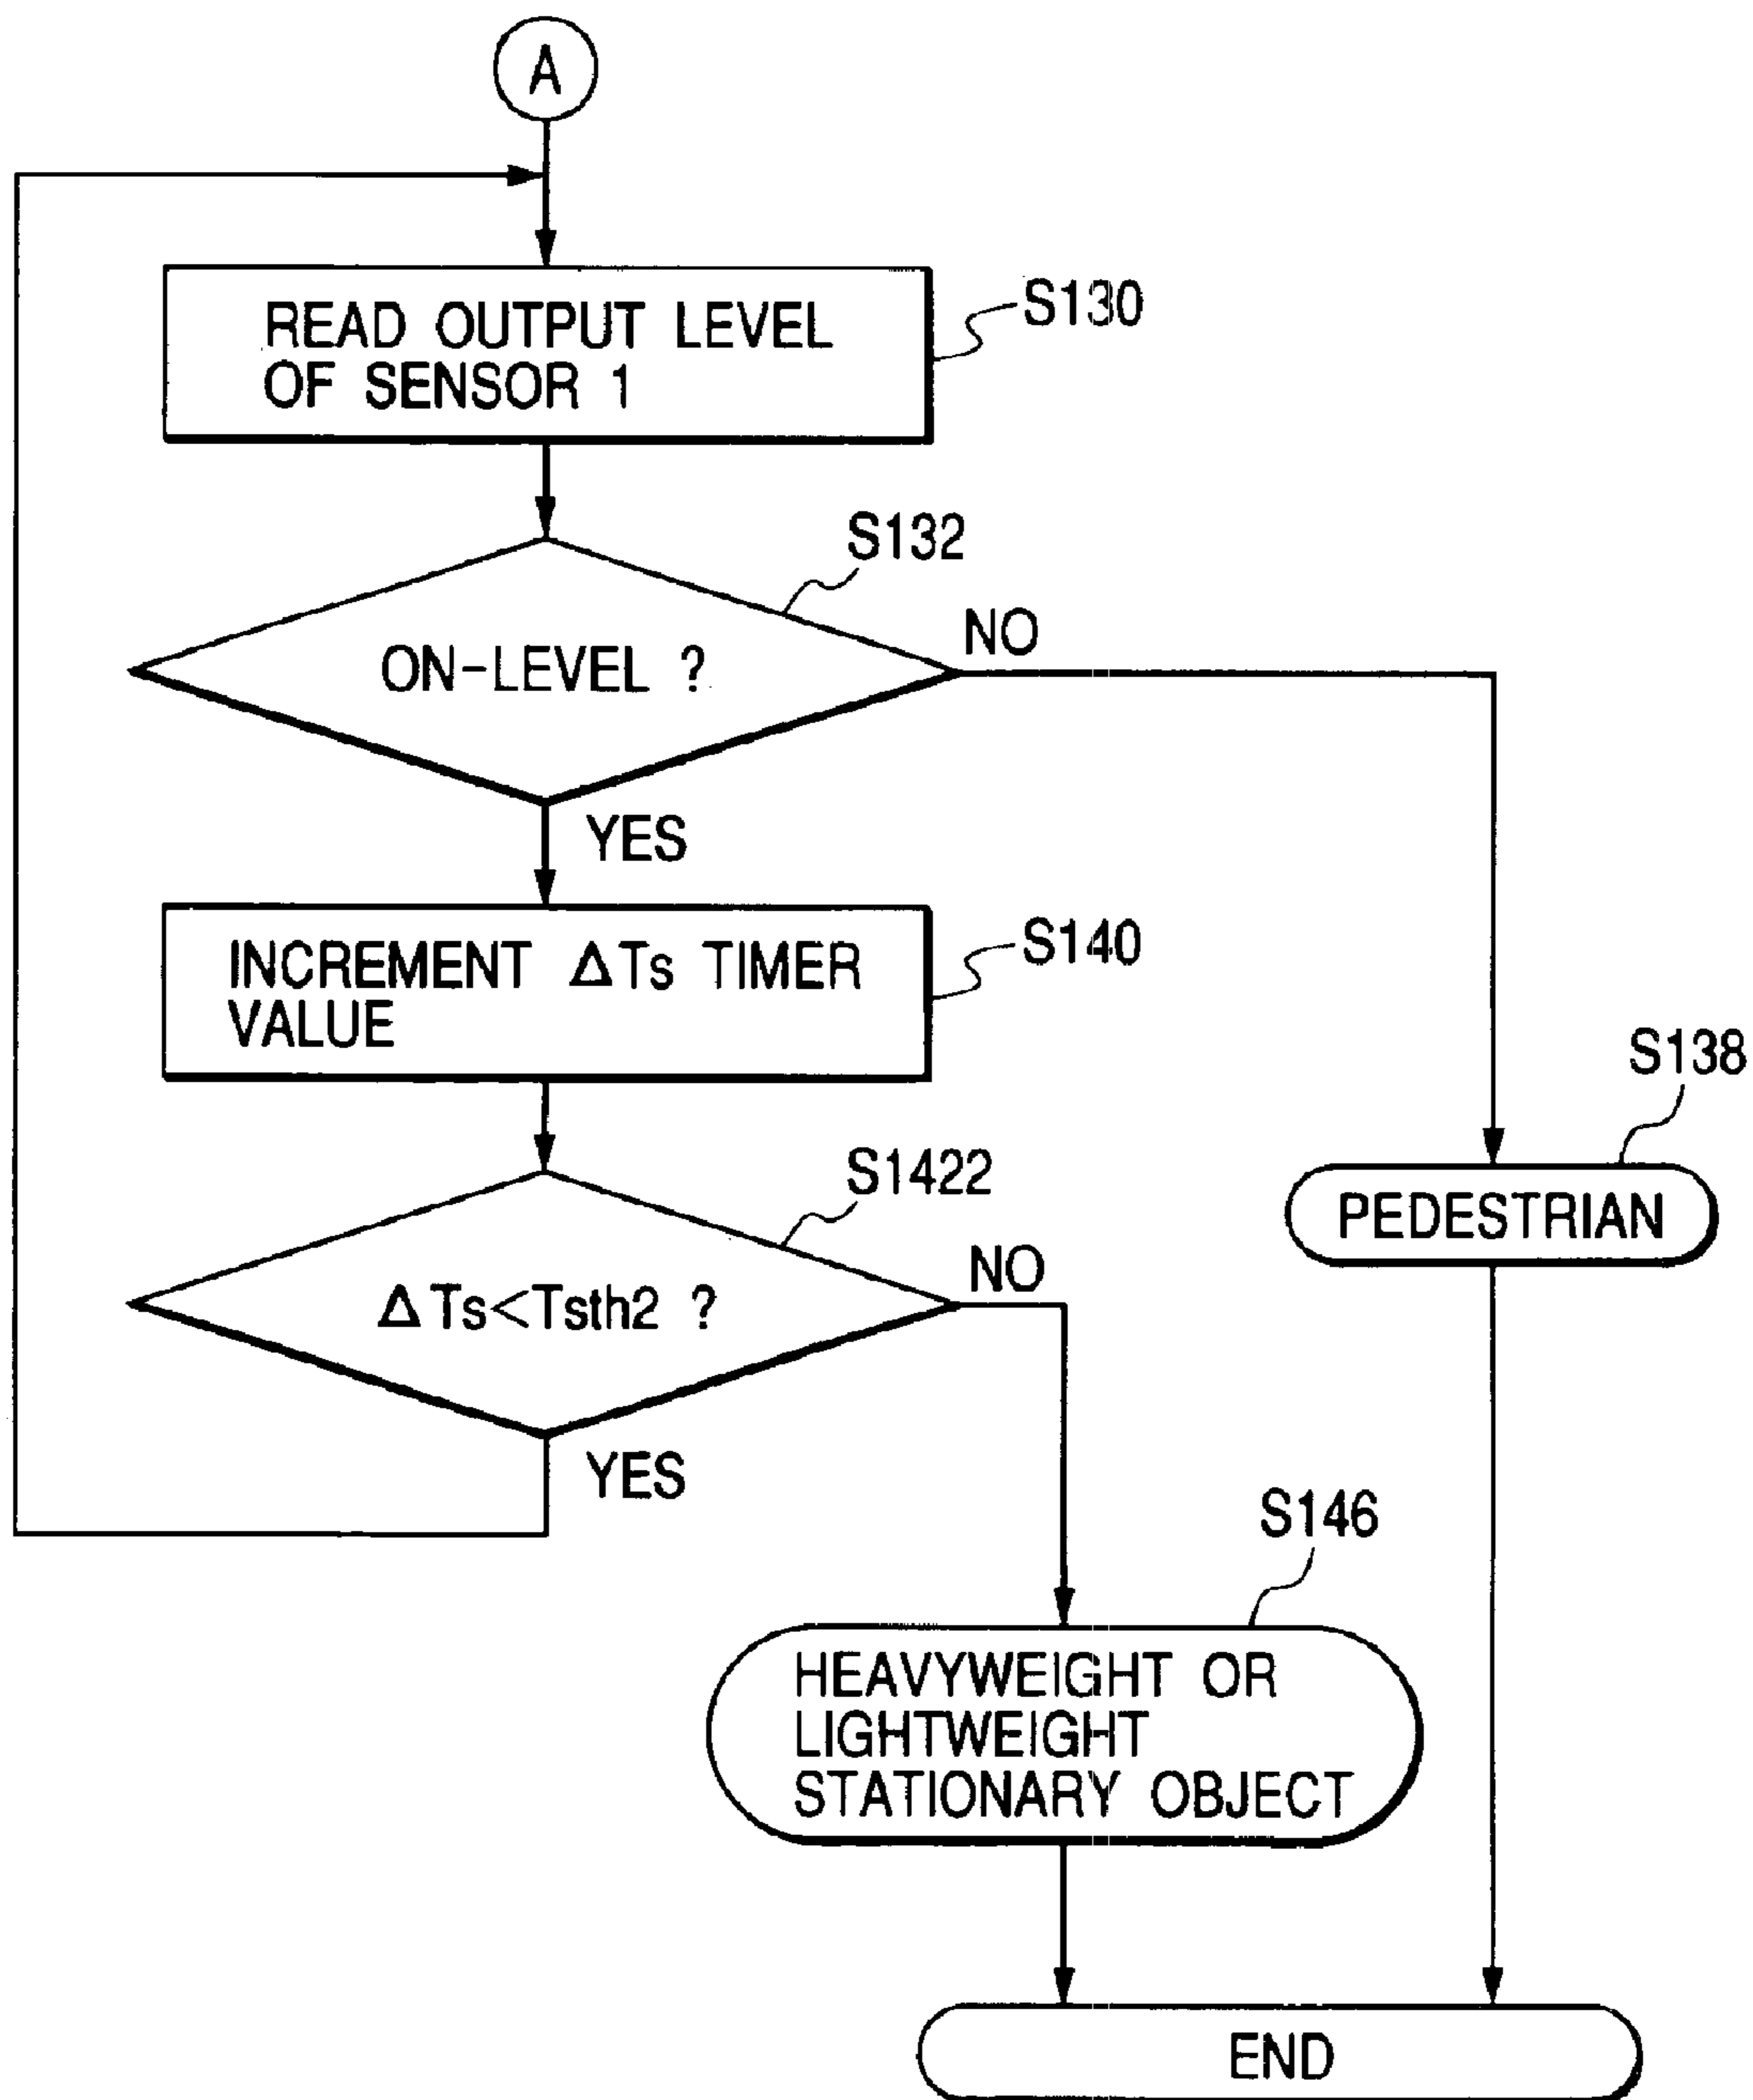 A
READ OUTPUT LEVEL
OF SENSOR 1
S130
S132
ON-LEVEL ?
NO
YES
INCREMENT ΔTs TIMER
VALUE
S140
S138
PEDESTRIAN
S1422
ΔTs<Tsth2 ?
NO
YES
S146
HEAVYWEIGHT OR
LIGHTWEIGHT
STATIONARY OBJECT
END